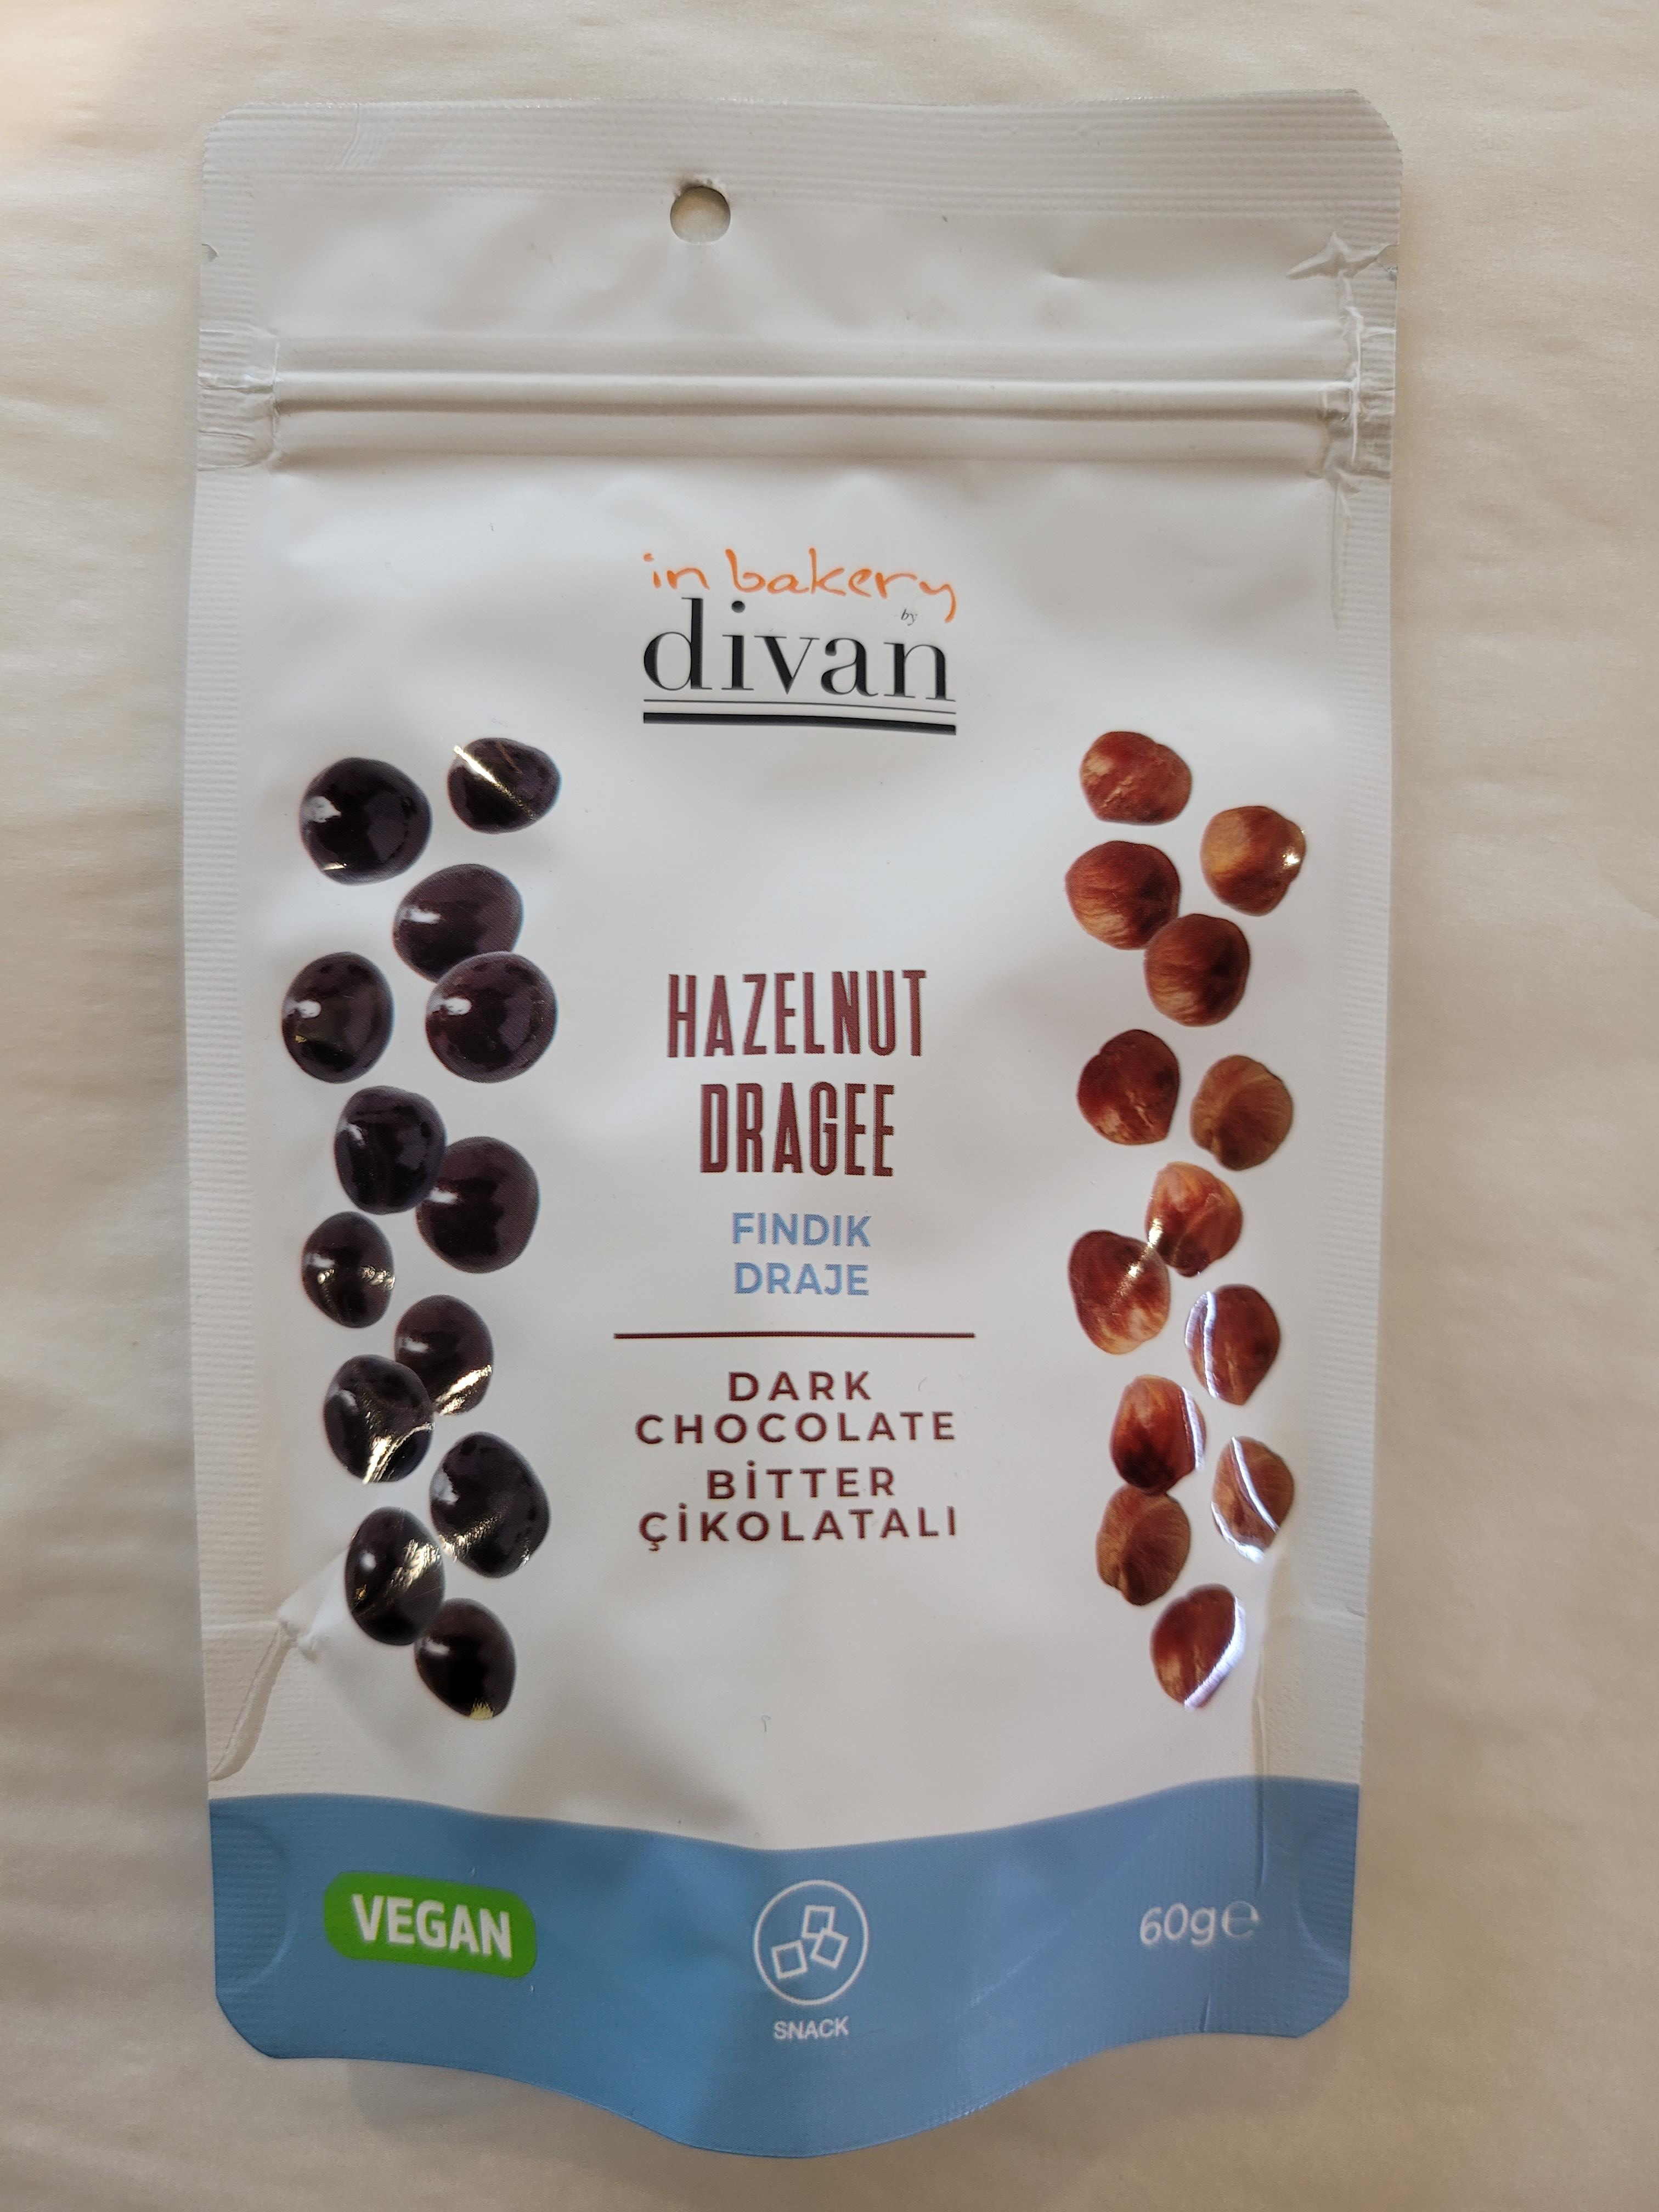 in bakery
by
divan
HAZELNUT
DRAGEE
FINDIK
DRAJE
DARK
CHOCOLATE
BİTTER
ÇİKOLATALI
VEGAN
60g℮
SNACK